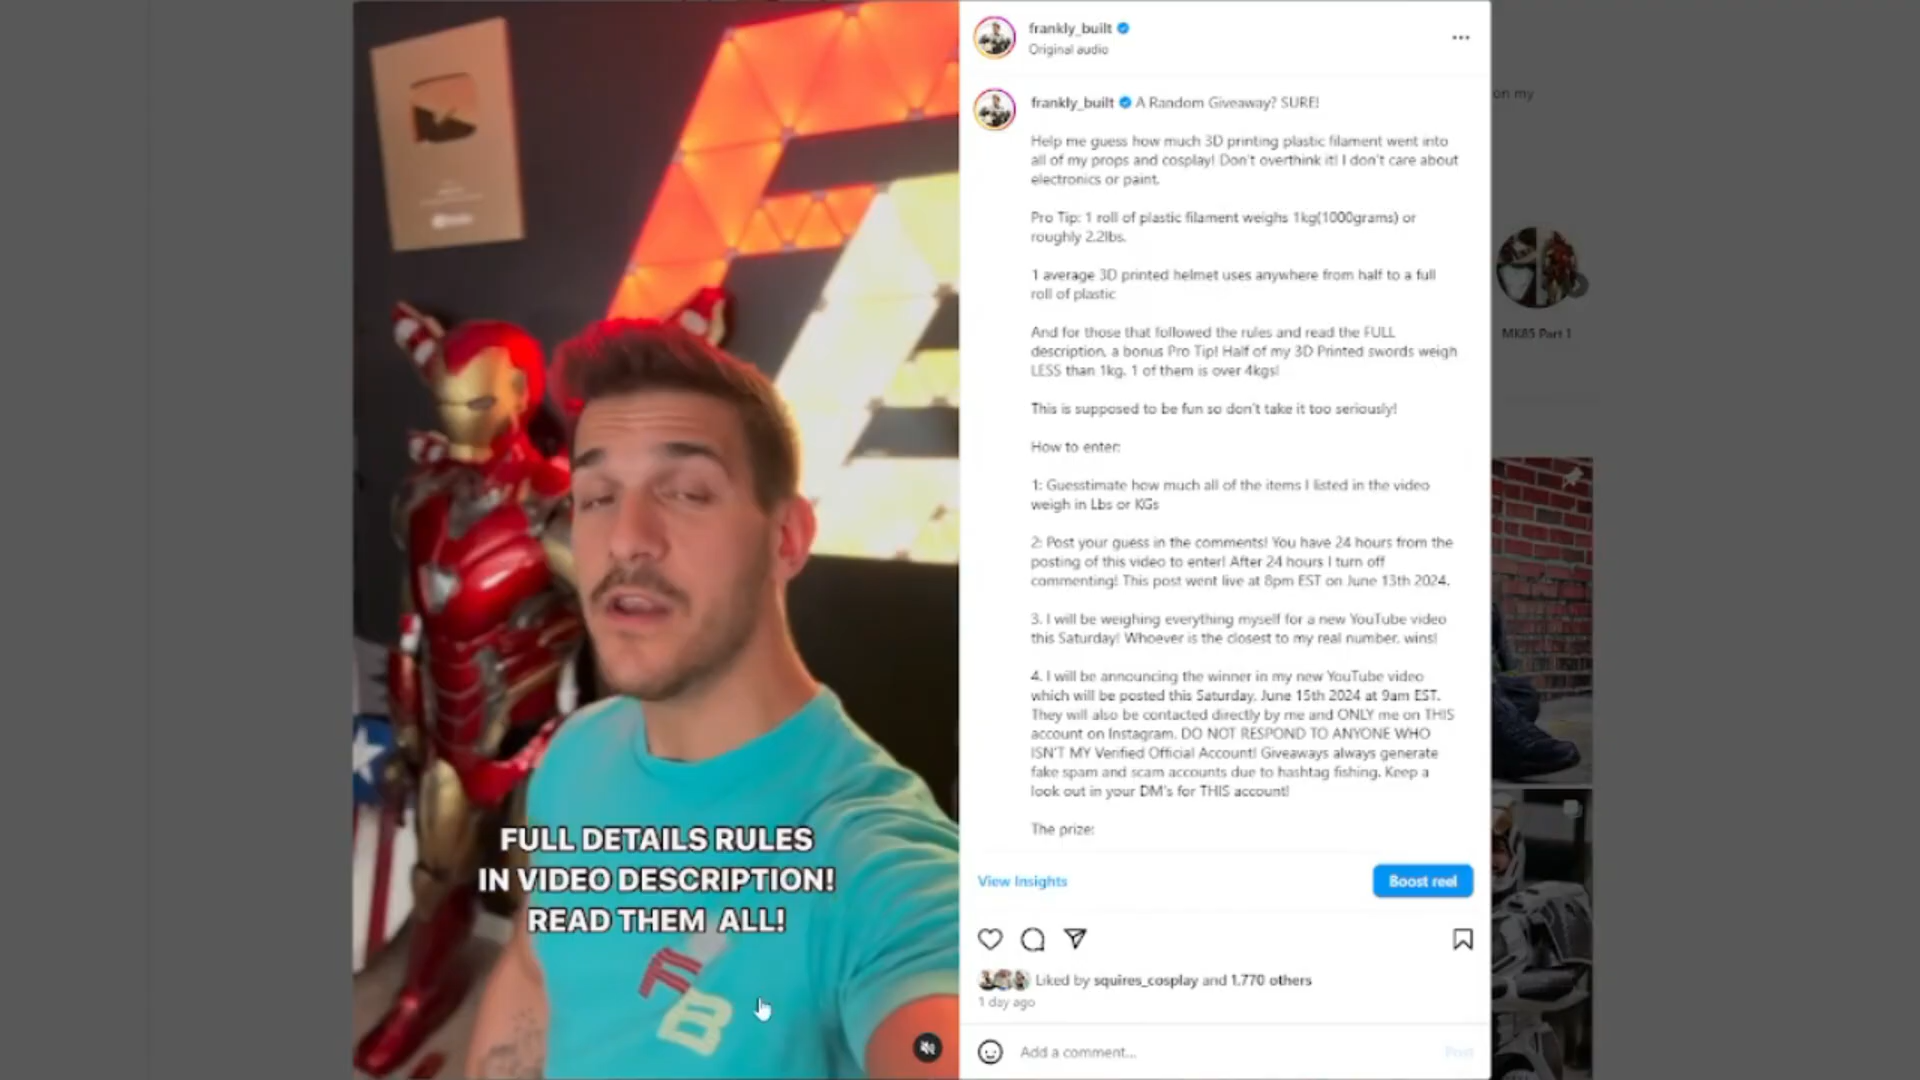 frankly_built
Original audio
frankly_built A Random Giveaway? SURE!
Help me guess how much 3D printing plastic filament went into
all of my props and cosplay! Don't overthink it! I don't care about
electronics or paint.
Pro Tip: 1 roll of plastic filament weighs 1kg(1000grams) or
roughly 2.2lbs.
1 average 3D printed helmet uses anywhere from half to a full
roll of plastic
And for those that followed the rules and read the FULL
description, a bonus Pro Tip! Half of my 3D Printed swords weigh
LESS than 1kg. 1 of them is over 4kgs!
This is supposed to be fun so don't take it too seriously!
How to enter:
1: Guesstimate how much all of the items I listed in the video
weigh in Lbs or KGs
2: Post your guess in the comments! You have 24 hours from the
posting of this video to enter! After 24 hours I turn off
commenting! This post went live at 8pm EST on June 13th 2024.
3. I will be weighing everything myself for a new YouTube video
this Saturday! Whoever is the closest to my real number, wins!
4. I will be announcing the winner in my new YouTube video
which will be posted this Saturday, June 15th 2024 at 9am EST.
They will also be contacted directly by me and ONLY me on THIS
account on Instagram. DO NOT RESPOND TO ANYONE WHO
ISN'T MY Verified Official Account! Giveaways always generate
fake spam and scam accounts due to hashtag fishing. Keep a
look out in your DM's for THIS account!
The prize:
View Insights
Boost reel
Liked by squires_cosplay and 1,770 others
1 day ago
Add a comment...
Post
FULL DETAILS RULES
IN VIDEO DESCRIPTION!
READ THEM ALL!
FB
on my
MK85 Part 1